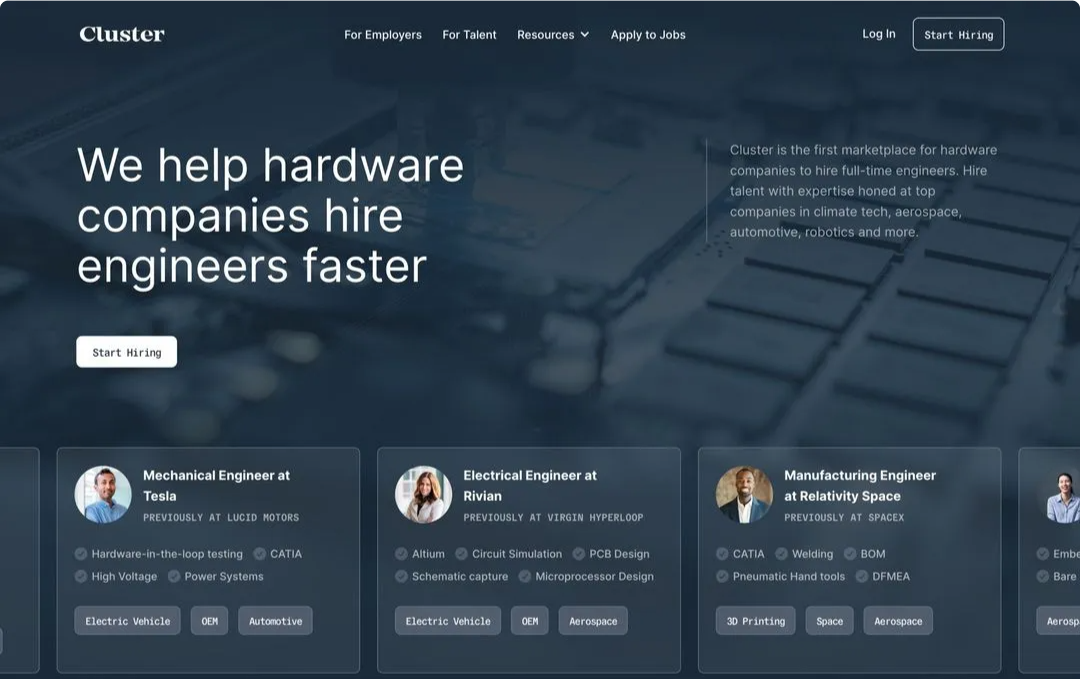 Cluster
For Employers
For Talent
Resources
Apply to Jobs
Log In
Start Hiring
We help hardware
companies hire
engineers faster
Cluster is the first marketplace for hardware
companies to hire full-time engineers. Hire
talent with expertise honed at top
companies in climate tech, aerospace,
automotive, robotics and more.
Start Hiring
Mechanical Engineer at
Tesla
PREVIOUSLY AT LUCID MOTORS
Hardware-in-the-loop testing CATIA
High Voltage Power Systems
Electric Vehicle OEM Automotive
Electrical Engineer at
Rivian
PREVIOUSLY AT VIRGIN HYPERLOOP
Altium Circuit Simulation PCB Design
Schematic capture Microprocessor Design
Electric Vehicle OEM Aerospace
Manufacturing Engineer
at Relativity Space
PREVIOUSLY AT SPACEX
CATIA Welding BOM
Pneumatic Hand tools DFMEA
3D Printing Space Aerospace
Embe
Bare
Aerosp